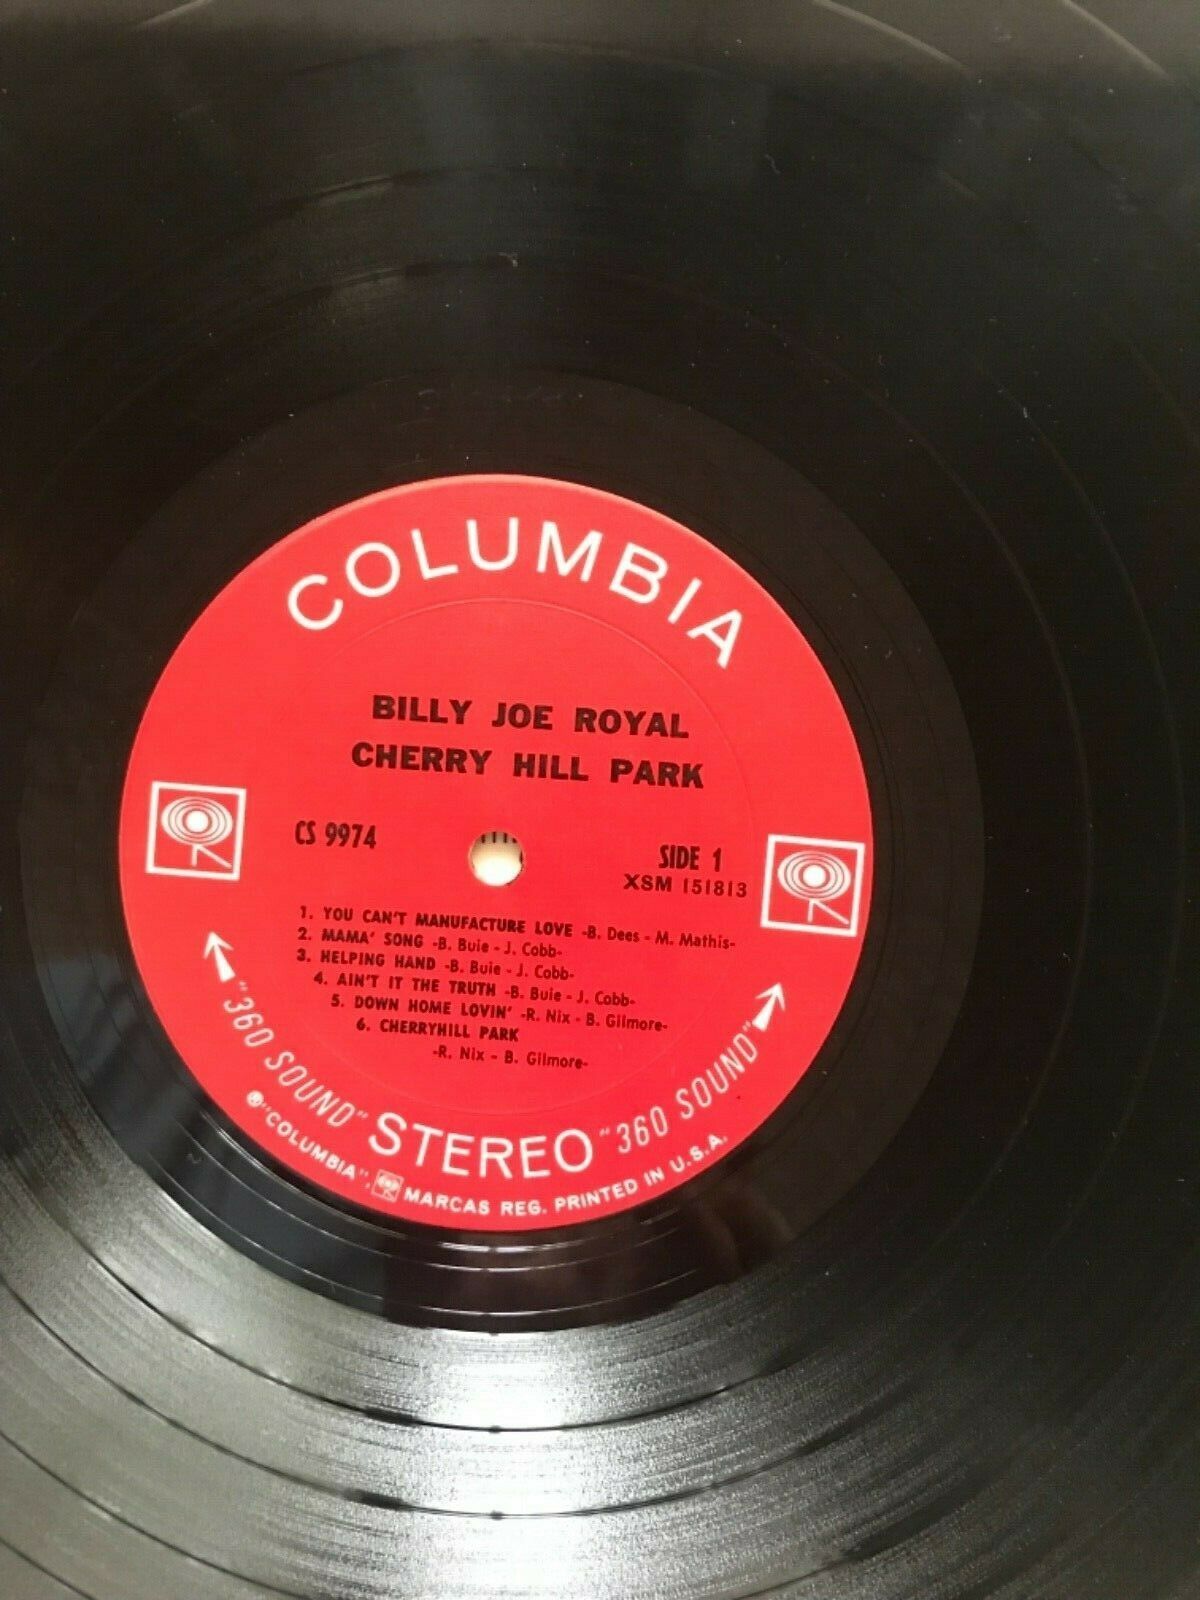 COLUMBIA
BILLY JOE ROYAL
CHERRY HILL PARK
CS 9974
SIDE 1
XSM 151813
1. YOU CAN'T MANUFACTURE LOVE -B. Dees - M. Mathis-
2. MAMA' SONG -B. Buie - J. Cobb-
3. HELPING HAND -B. Buie - J. Cobb-
4. AIN'T IT THE TRUTH -B. Buie - J. Cobb-
5. DOWN HOME LOVIN' -R. Nix - B. Gilmore-
6. CHERRYHILL PARK
-R. Nix - B. Gilmore-
"360 SOUND" STEREO "360 SOUND"
® "COLUMBIA", MARCAS REG. PRINTED IN U.S.A.